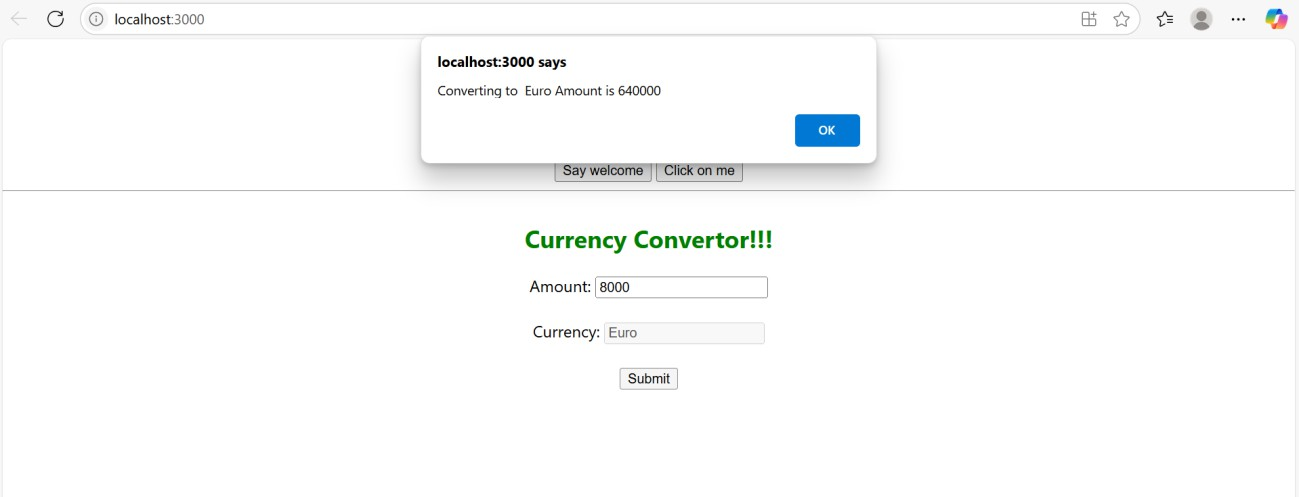 localhost:3000
localhost:3000 says
Converting to  Euro Amount is 640000
OK
Say welcome Click on me
Currency Convertor!!!
Amount: 8000
Currency: Euro
Submit